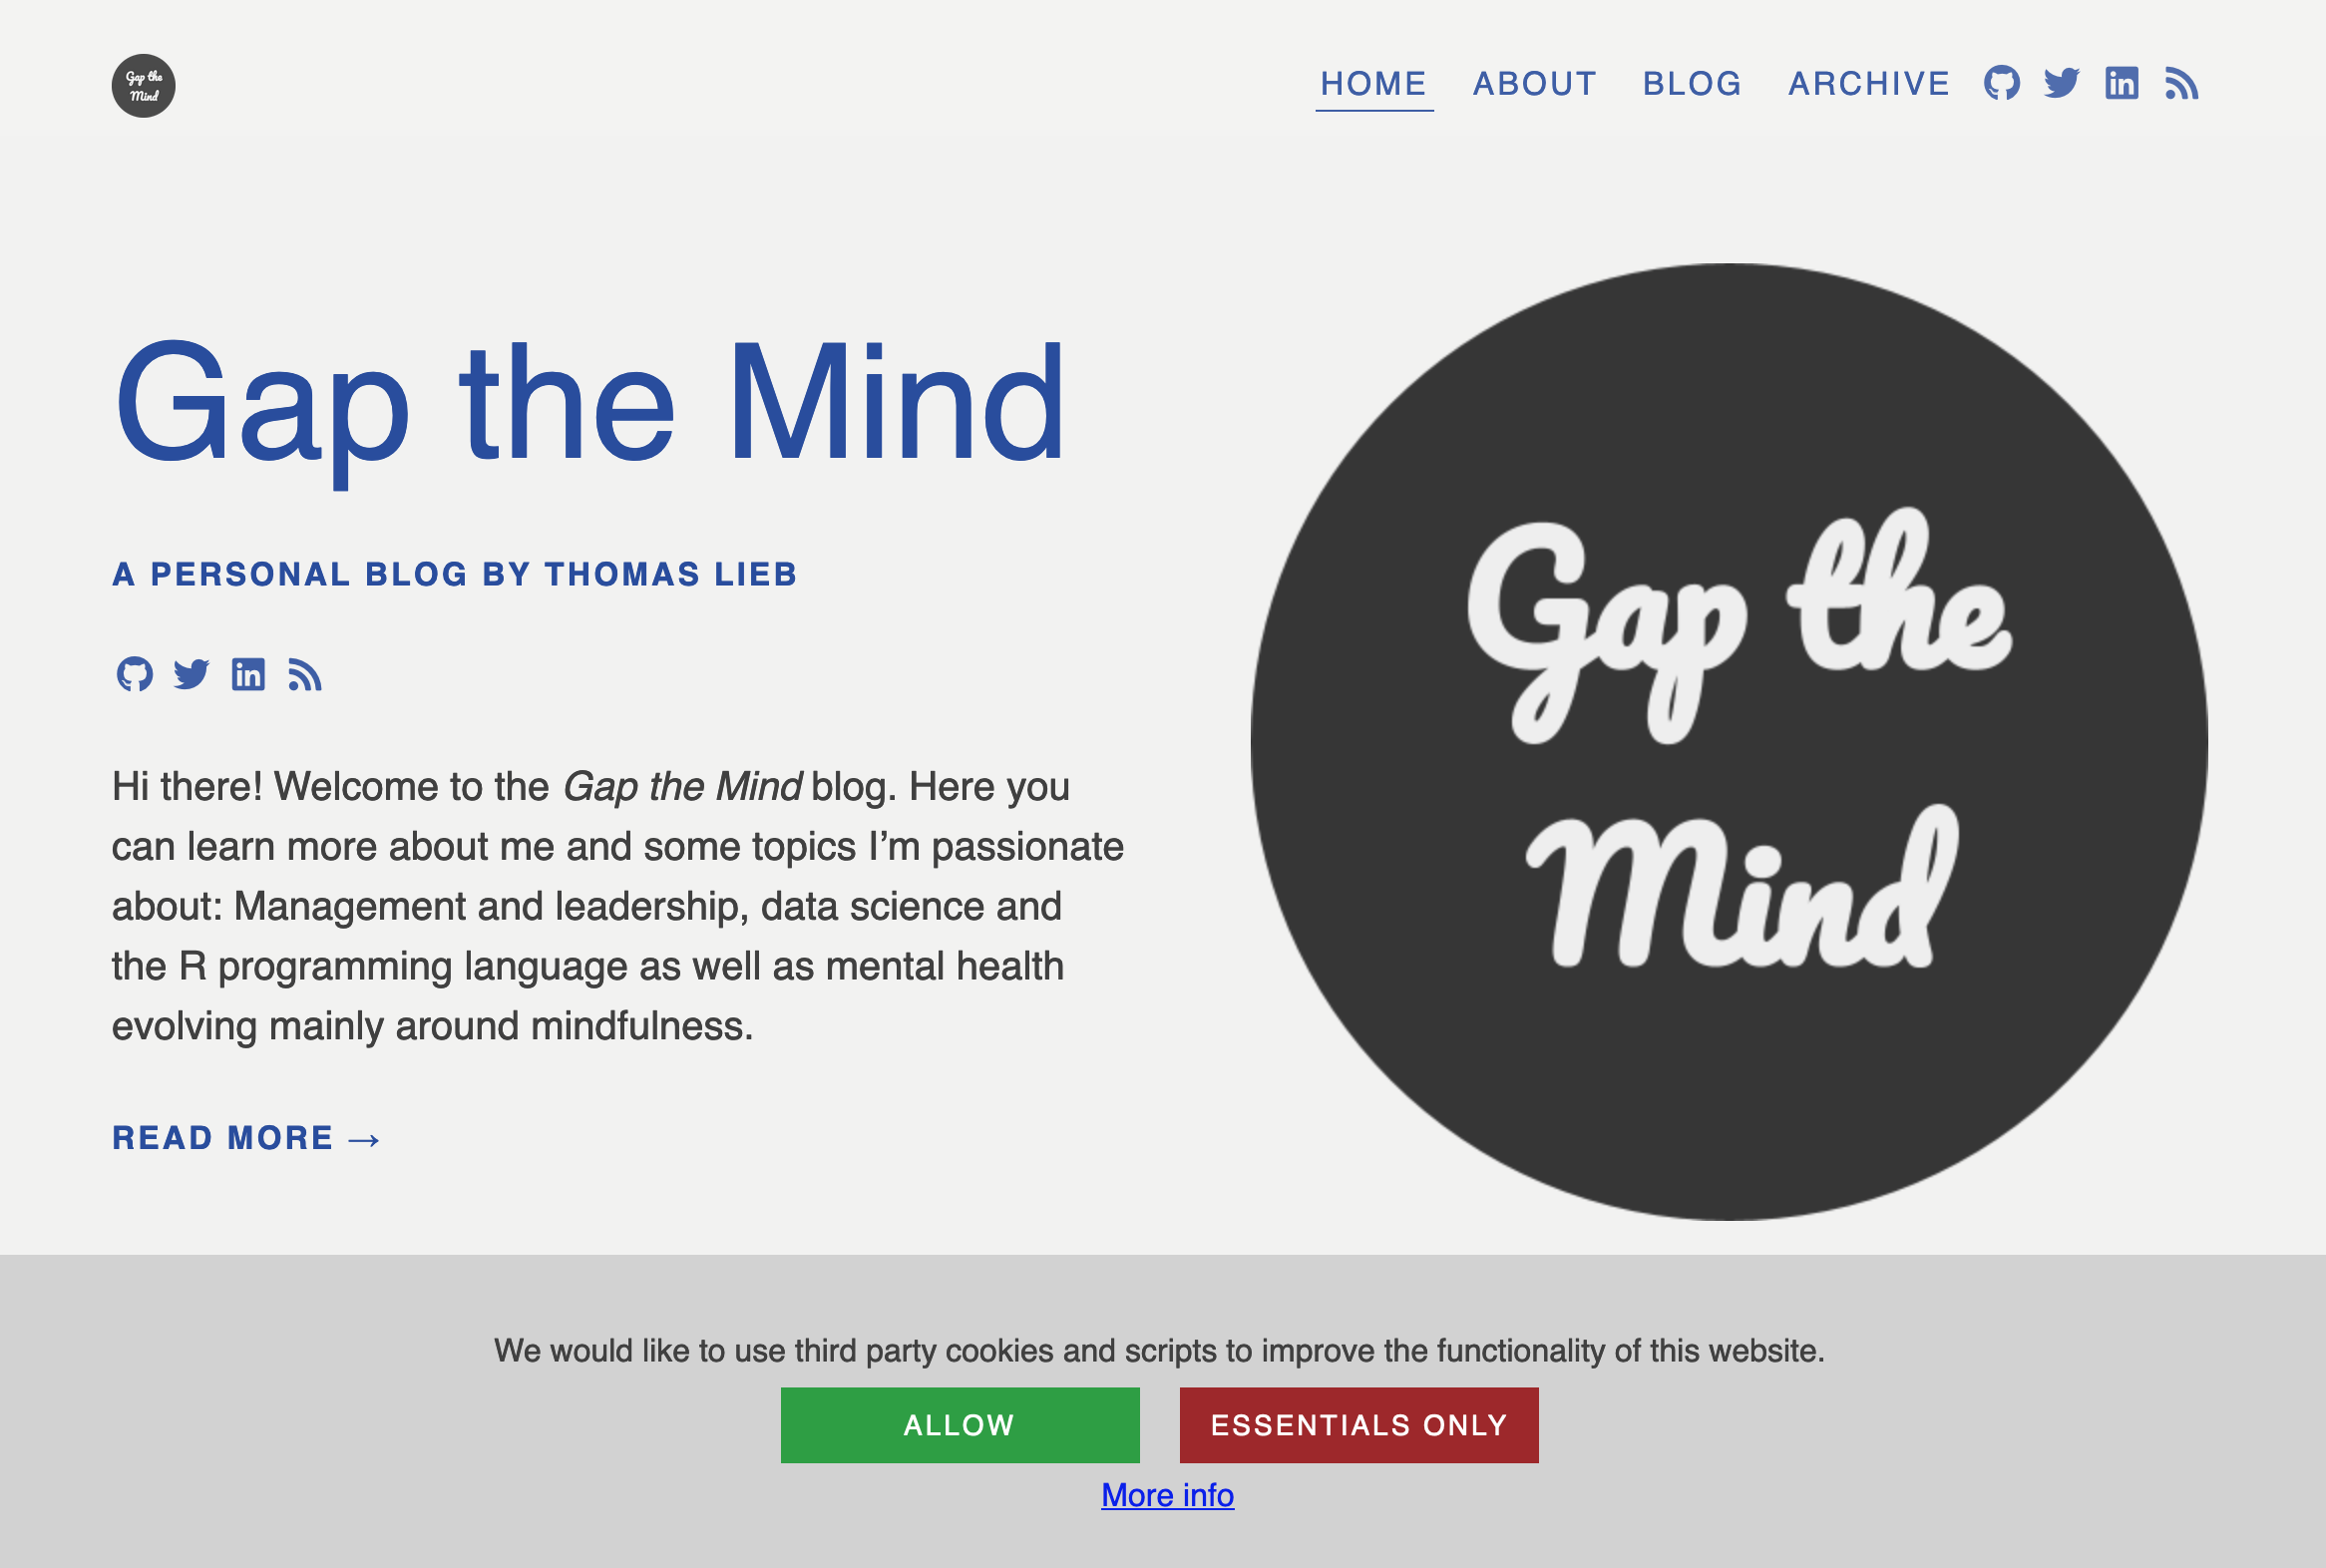 Gap the
Mind
HOME ABOUT BLOG ARCHIVE
Gap the Mind
A PERSONAL BLOG BY THOMAS LIEB
Hi there! Welcome to the Gap the Mind blog. Here you
can learn more about me and some topics I’m passionate
about: Management and leadership, data science and
the R programming language as well as mental health
evolving mainly around mindfulness.
READ MORE →
Gap the
Mind
We would like to use third party cookies and scripts to improve the functionality of this website.
ALLOW ESSENTIALS ONLY
More info